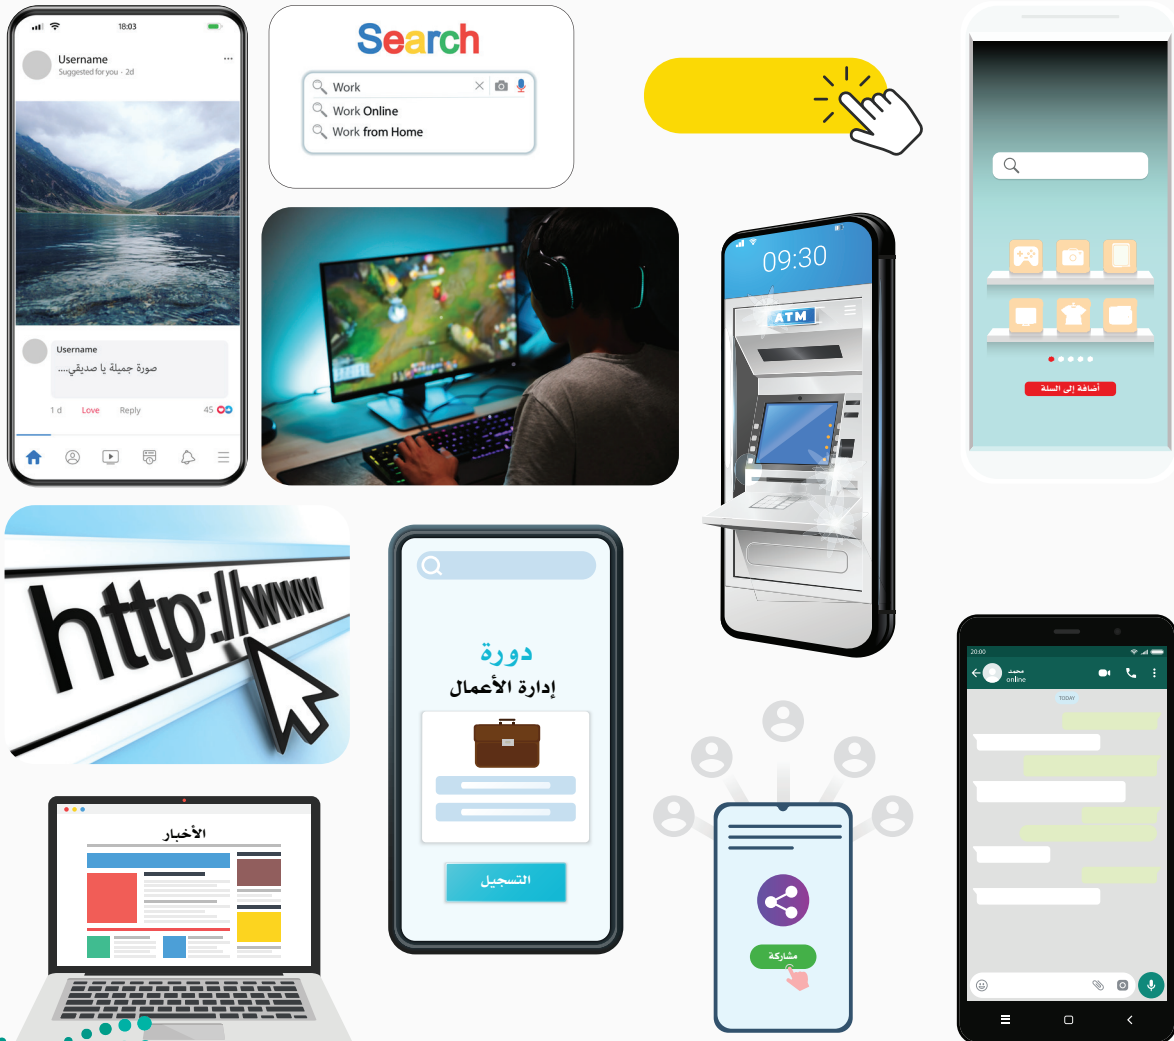 18:03
Username
Suggested for you · 2d
Username
صورة جميلة يا صديقي....
1 d Love Reply 45
Search
Work
Work Online
Work from Home
09:30
ATM
أضافة إلى السلة
http://www
دورة
إدارة الأعمال
التسجيل
20:00
محمد
online
TODAY
الأخبار
مشاركة